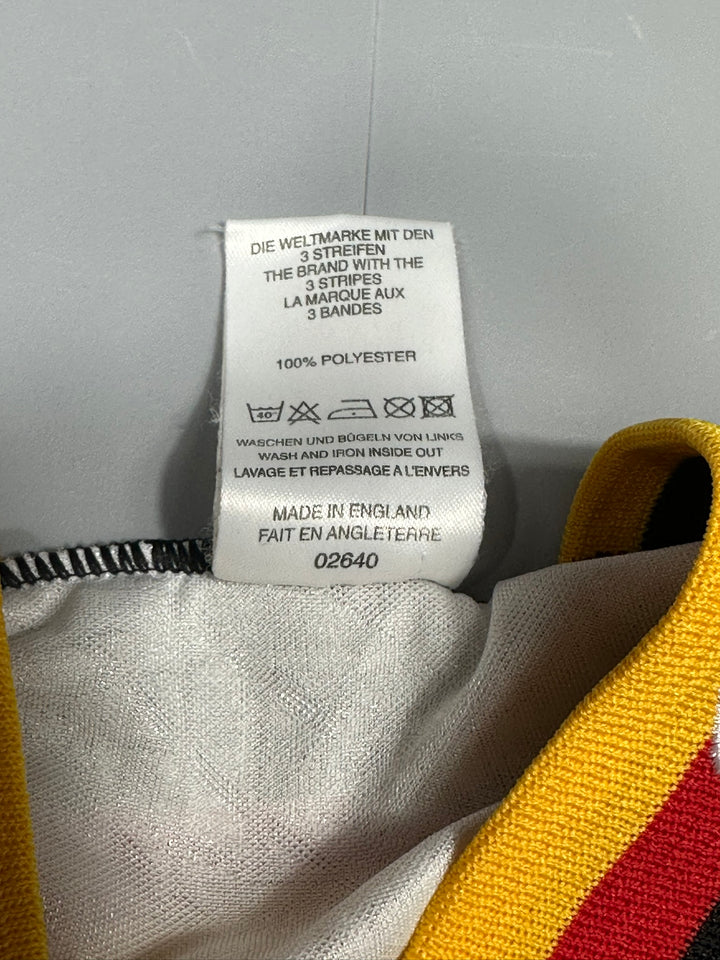 DIE WELTMARKE MIT DEN
3 STREIFEN
THE BRAND WITH THE
3 STRIPES
LA MARQUE AUX
3 BANDES
100% POLYESTER
40°
WASCHEN UND BÜGELN VON LINKS
WASH AND IRON INSIDE OUT
LAVAGE ET REPASSAGE A L'ENVERS
MADE IN ENGLAND
FAIT EN ANGLETERRE
02640